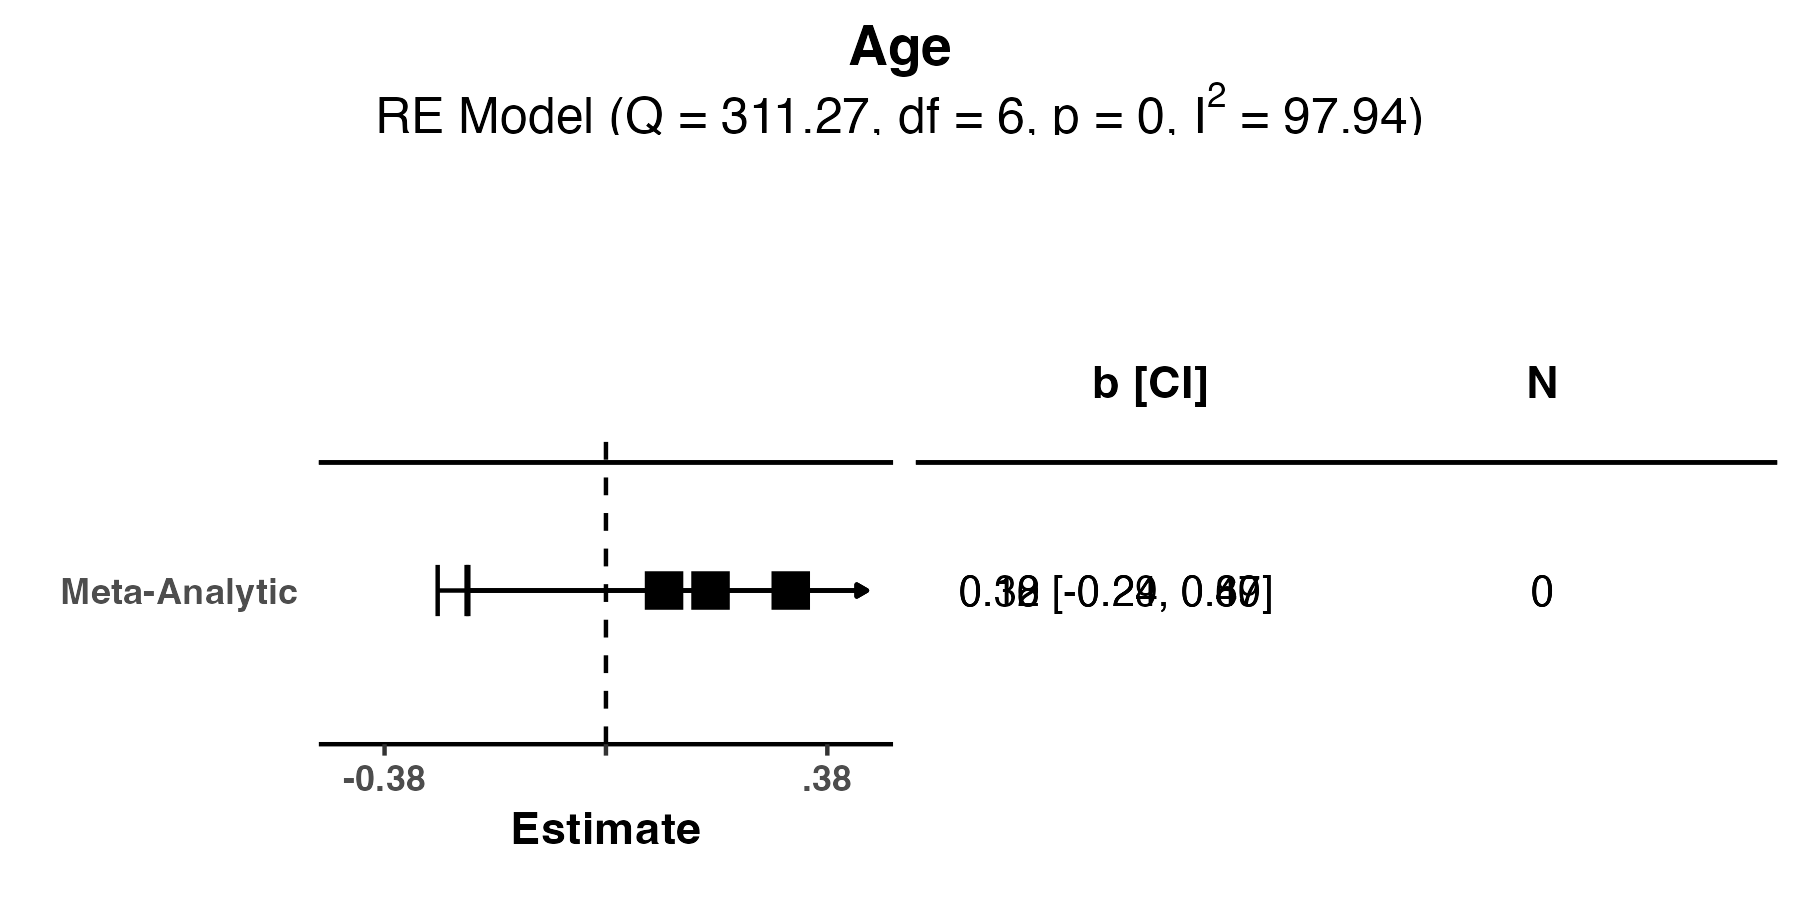 Age
RE Model (Q = 311.27, df = 6, p = 0, I² = 97.94)
b [CI] N
Meta-Analytic 0
-0.38 .38
Estimate